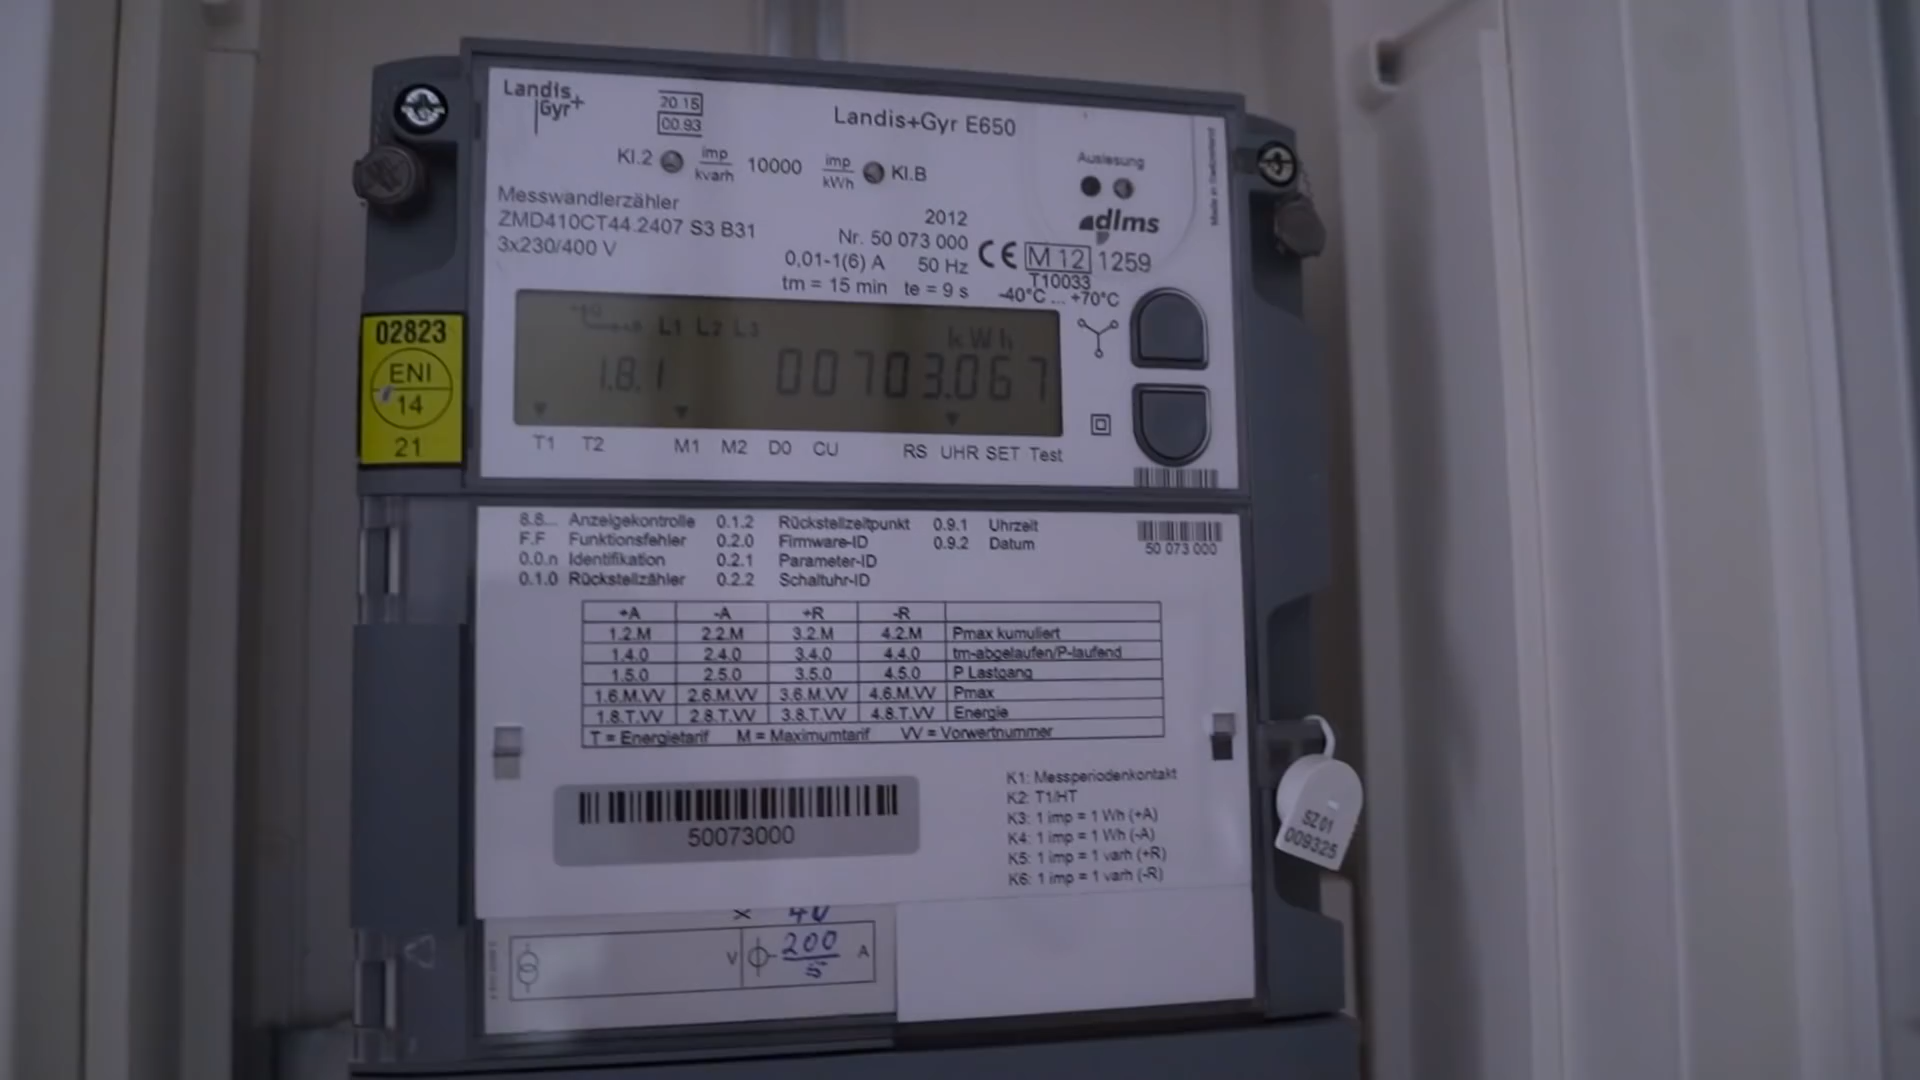 Landis
Gyr+
20 15
00.93
Landis+Gyr E650
Kl.2 imp kvarh 10000 imp kWh Kl.B
Auslesung
Messwandlerzähler
ZMD410CT44.2407 S3 B31
3x230/400 V
2012
Nr. 50 073 000
0,01-1(6) A 50 Hz
tm = 15 min te = 9 s
dlms
CE M 12 1259
T10033
-40°C ... +70°C
02823
ENI
14
21
L1 L2 L3 kWh
1.8.1 00703.067
T1 T2 M1 M2 D0 CU RS UHR SET Test
8.8... Anzeigekontrolle 0.1.2 Rückstellzeitpunkt 0.9.1 Uhrzeit
F.F Funktionsfehler 0.2.0 Firmware-ID 0.9.2 Datum
0.0.n Identifikation 0.2.1 Parameter-ID
0.1.0 Rückstellzähler 0.2.2 Schaltuhr-ID
50 073 000
+A -A +R -R
1.2.M 2.2.M 3.2.M 4.2.M Pmax kumuliert
1.4.0 2.4.0 3.4.0 4.4.0 tm-abgelaufen/P-laufend
1.5.0 2.5.0 3.5.0 4.5.0 P Lastgang
1.6.M.VV 2.6.M.VV 3.6.M.VV 4.6.M.VV Pmax
1.8.T.VV 2.8.T.VV 3.8.T.VV 4.8.T.VV Energie
T = Energietarif M = Maximumtarif VV = Vorwertnummer
50073000
K1: Messperiodenkontakt
K2: T1/HT
K3: 1 imp = 1 Wh (+A)
K4: 1 imp = 1 Wh (-A)
K5: 1 imp = 1 varh (+R)
K6: 1 imp = 1 varh (-R)
SZ 01
009325
x 40
V 200 A
5